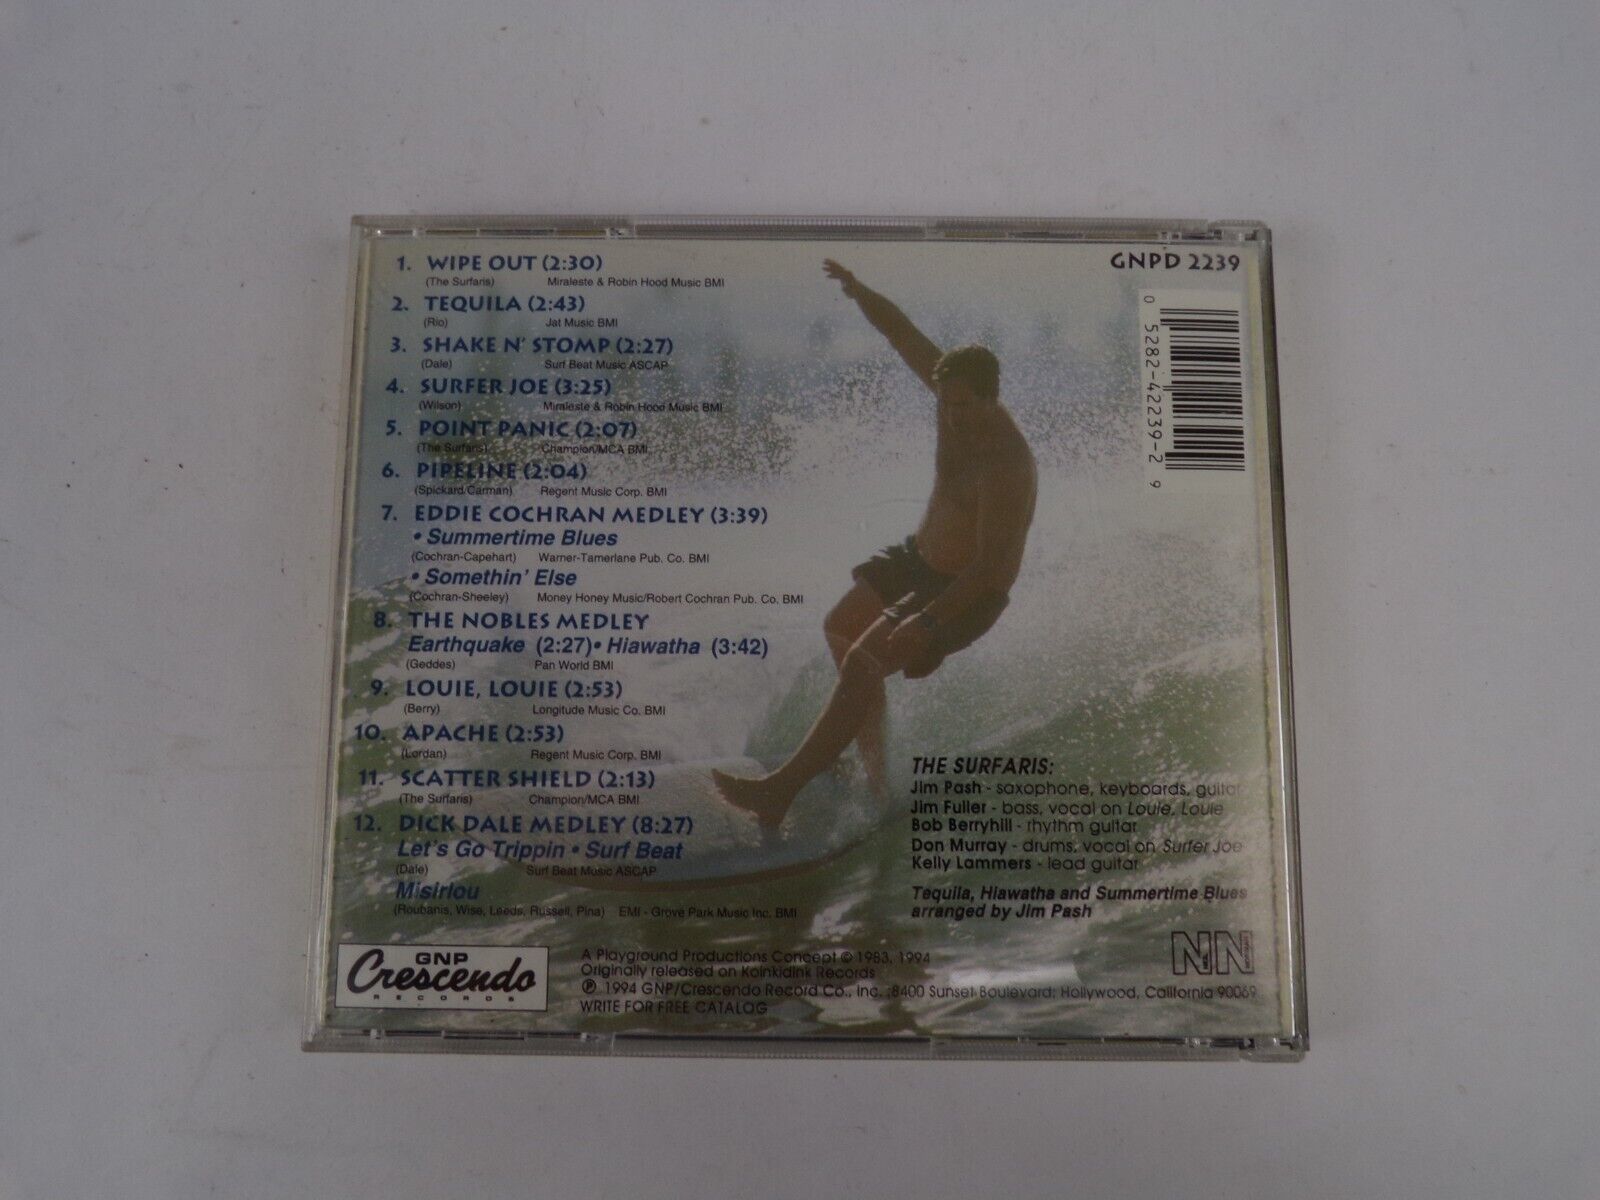 1. WIPE OUT (2:30)
(The Surfaris) Miraleste & Robin Hood Music BMI
2. TEQUILA (2:43)
(Rio) Jat Music BMI
3. SHAKE N' STOMP (2:27)
(Dale) Surf Beat Music ASCAP
4. SURFER JOE (3:25)
(Wilson) Miraleste & Robin Hood Music BMI
5. POINT PANIC (2:07)
(The Surfaris) Champion/MCA BMI
6. PIPELINE (2:04)
(Spickard/Carman) Regent Music Corp. BMI
7. EDDIE COCHRAN MEDLEY (3:39)
• Summertime Blues
(Cochran-Capehart) Warner-Tamerlane Pub. Co. BMI
• Somethin' Else
(Cochran-Sheeley) Money Honey Music/Robert Cochran Pub. Co. BMI
8. THE NOBLES MEDLEY
Earthquake (2:27) • Hiawatha (3:42)
(Geddes) Pan World BMI
9. LOUIE, LOUIE (2:53)
(Berry) Longitude Music Co. BMI
10. APACHE (2:53)
(Lordan) Regent Music Corp. BMI
11. SCATTER SHIELD (2:13)
(The Surfaris) Champion/MCA BMI
12. DICK DALE MEDLEY (8:27)
Let's Go Trippin • Surf Beat
(Dale) Surf Beat Music ASCAP
Misirlou
(Roubanis, Wise, Leeds, Russell, Pina) EMI - Grove Park Music Inc. BMI
GNPD 2239
0 52824-22239-2 9
THE SURFARIS:
Jim Pash - saxophone, keyboards, guitar
Jim Fuller - bass, vocal on Louie, Louie
Bob Berryhill - rhythm guitar
Don Murray - drums, vocal on Surfer Joe
Kelly Lammers - lead guitar
Tequila, Hiawatha and Summertime Blues
arranged by Jim Pash
GNP
Crescendo
RECORDS
A Playground Productions Concept © 1983, 1994
Originally released on Koinkidink Records
℗ 1994 GNP/Crescendo Record Co., Inc. 8400 Sunset Boulevard; Hollywood, California 90069
WRITE FOR FREE CATALOG
NN